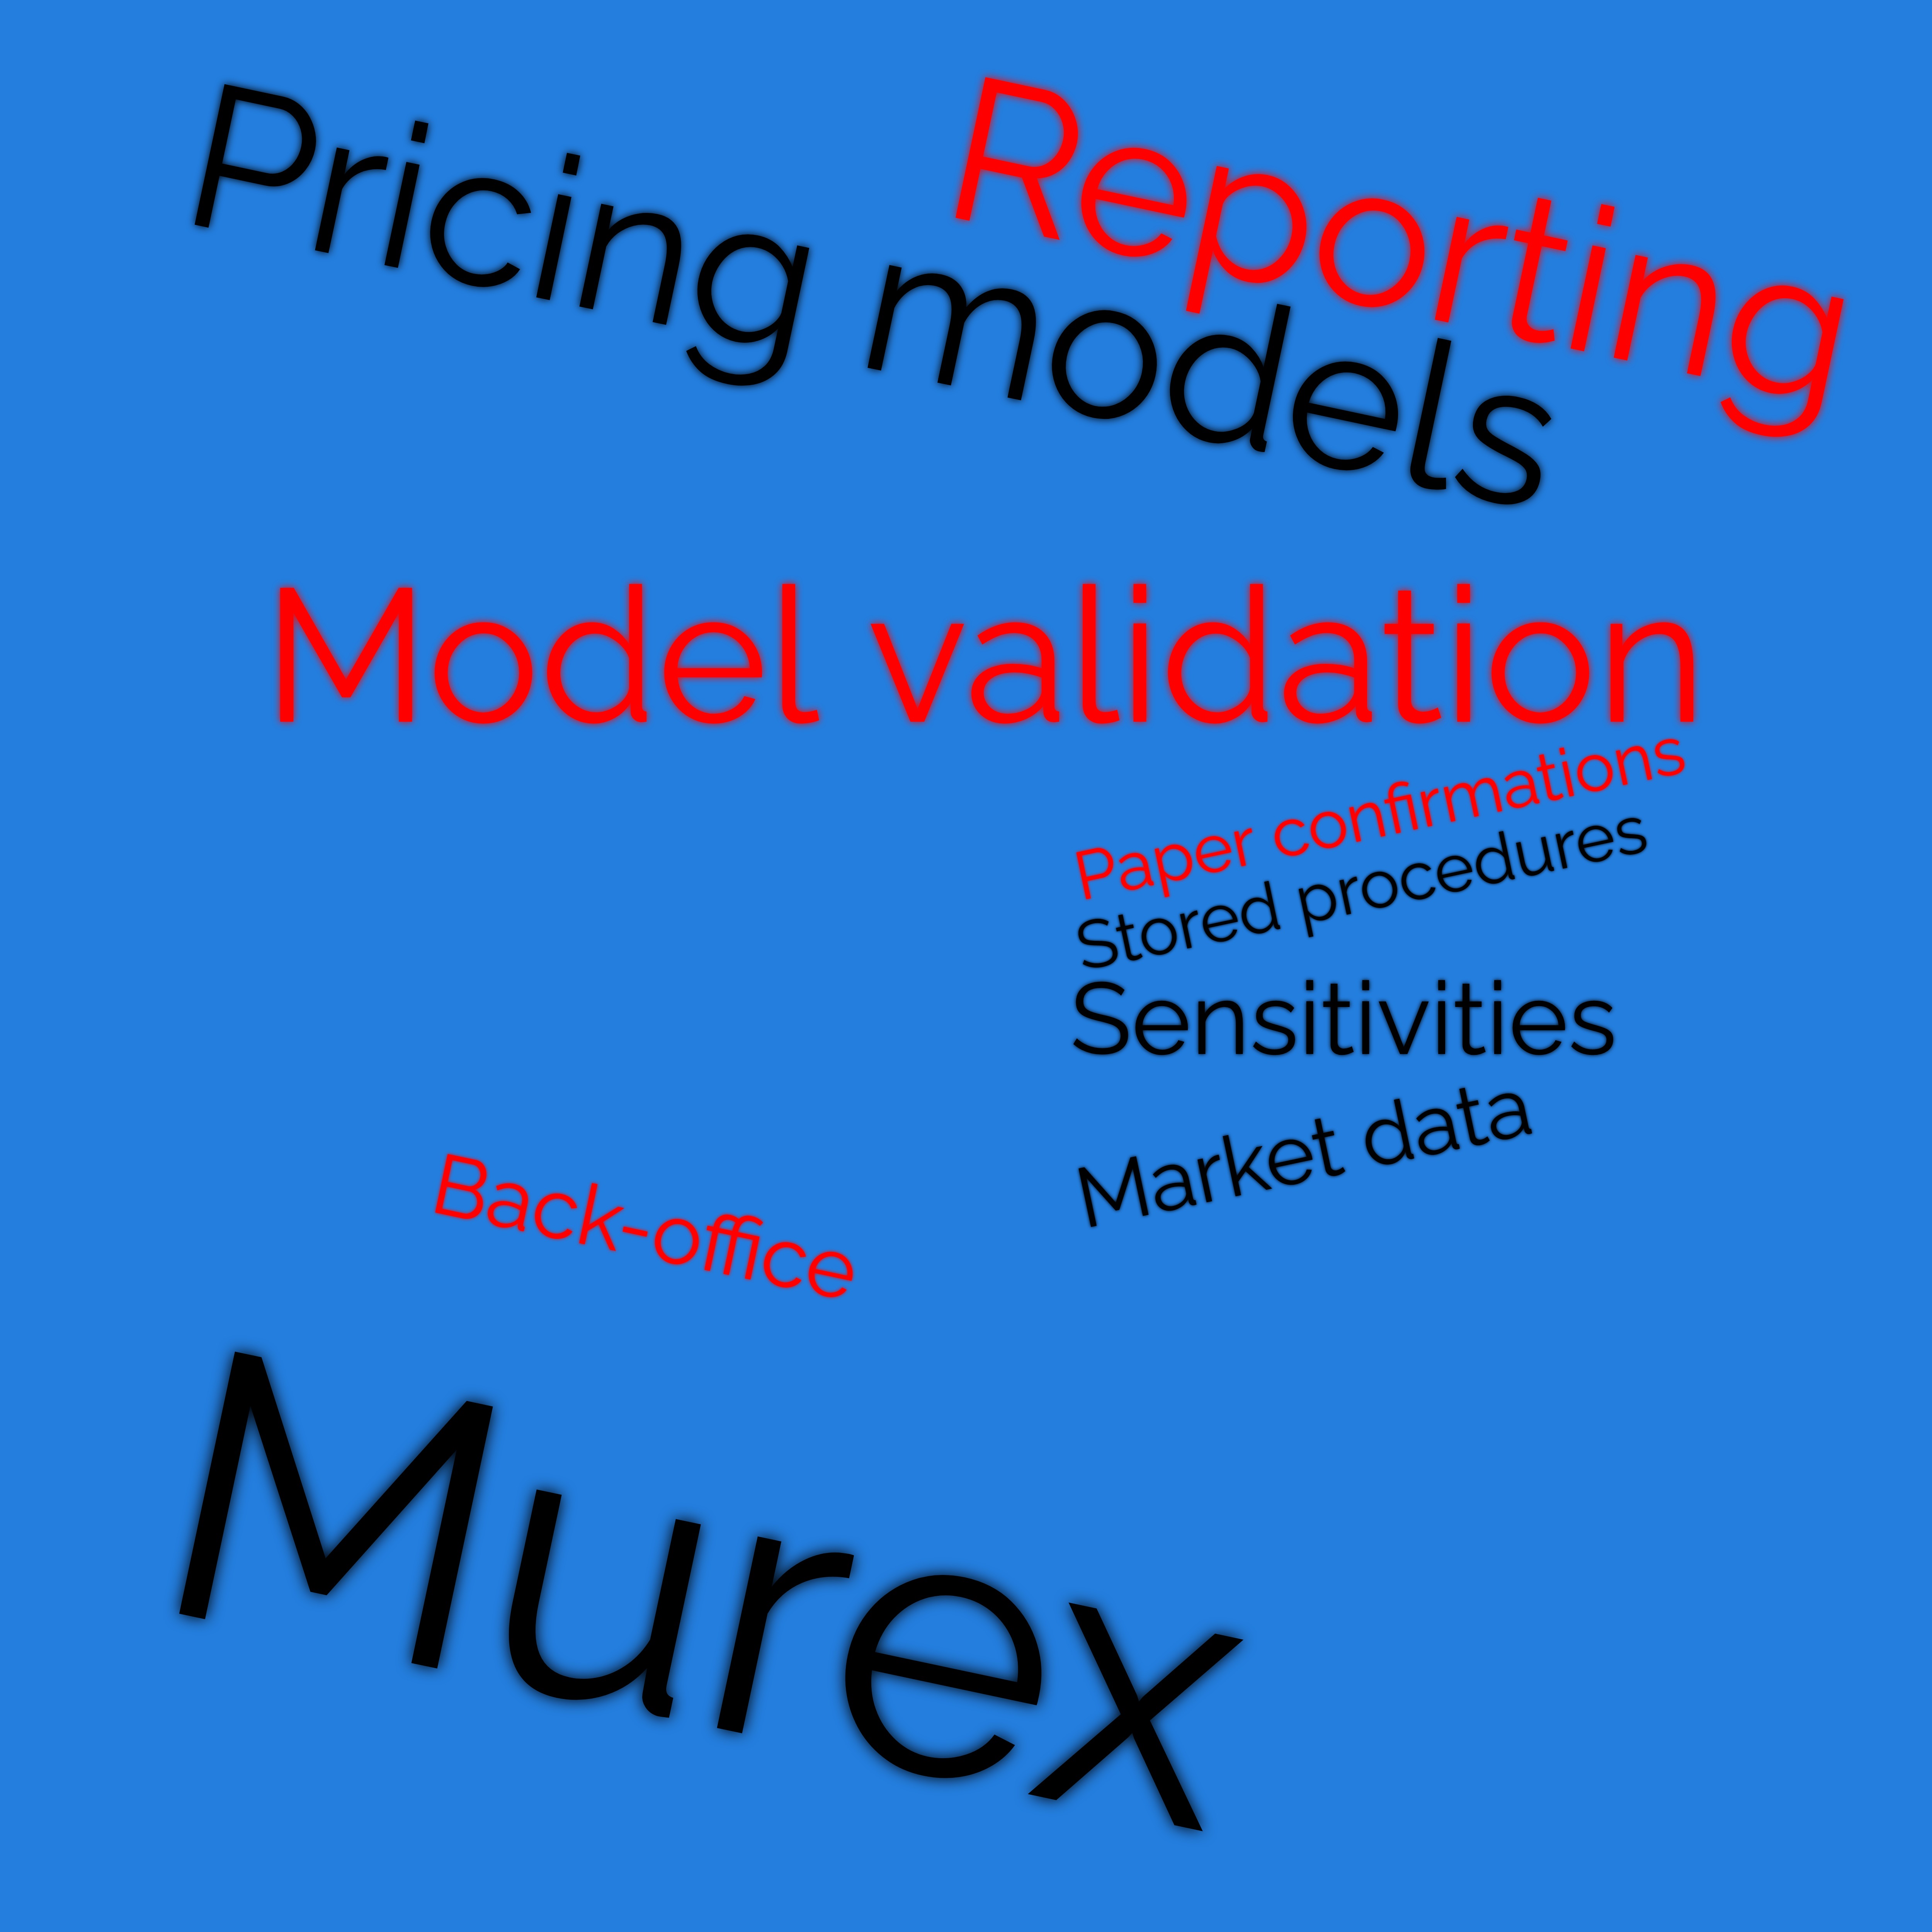 Reporting
Pricing models
Model validation
Paper confirmations
Stored procedures
Sensitivities
Market data
Back-office
Murex